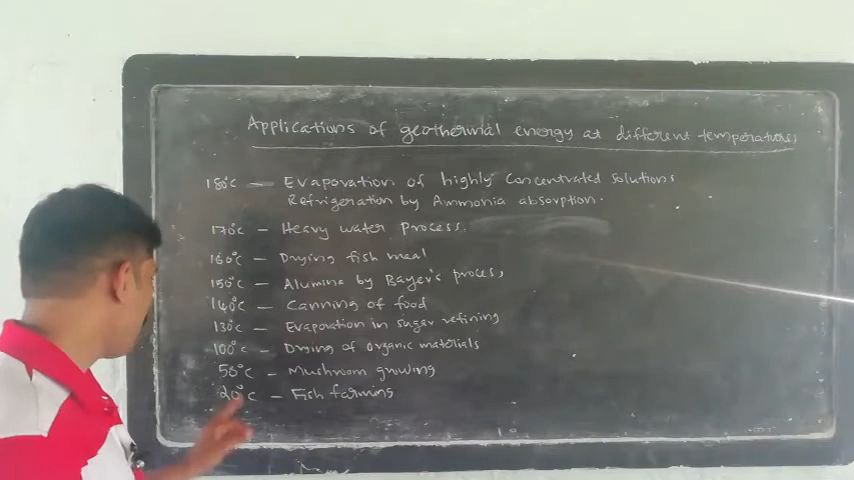 Applications of geothermal energy at different temperatures
180°C — Evaporation of highly concentrated solutions
Refrigeration by Ammonia absorption.
170°C – Heavy water process.
160°C – Drying fish meal
150°C – Alumina by Bayer's process
140°C – Canning of food
130°C – Evaporation in sugar refining
100°C – Drying of organic materials
50°C – Mushroom growing
20°C – Fish farming